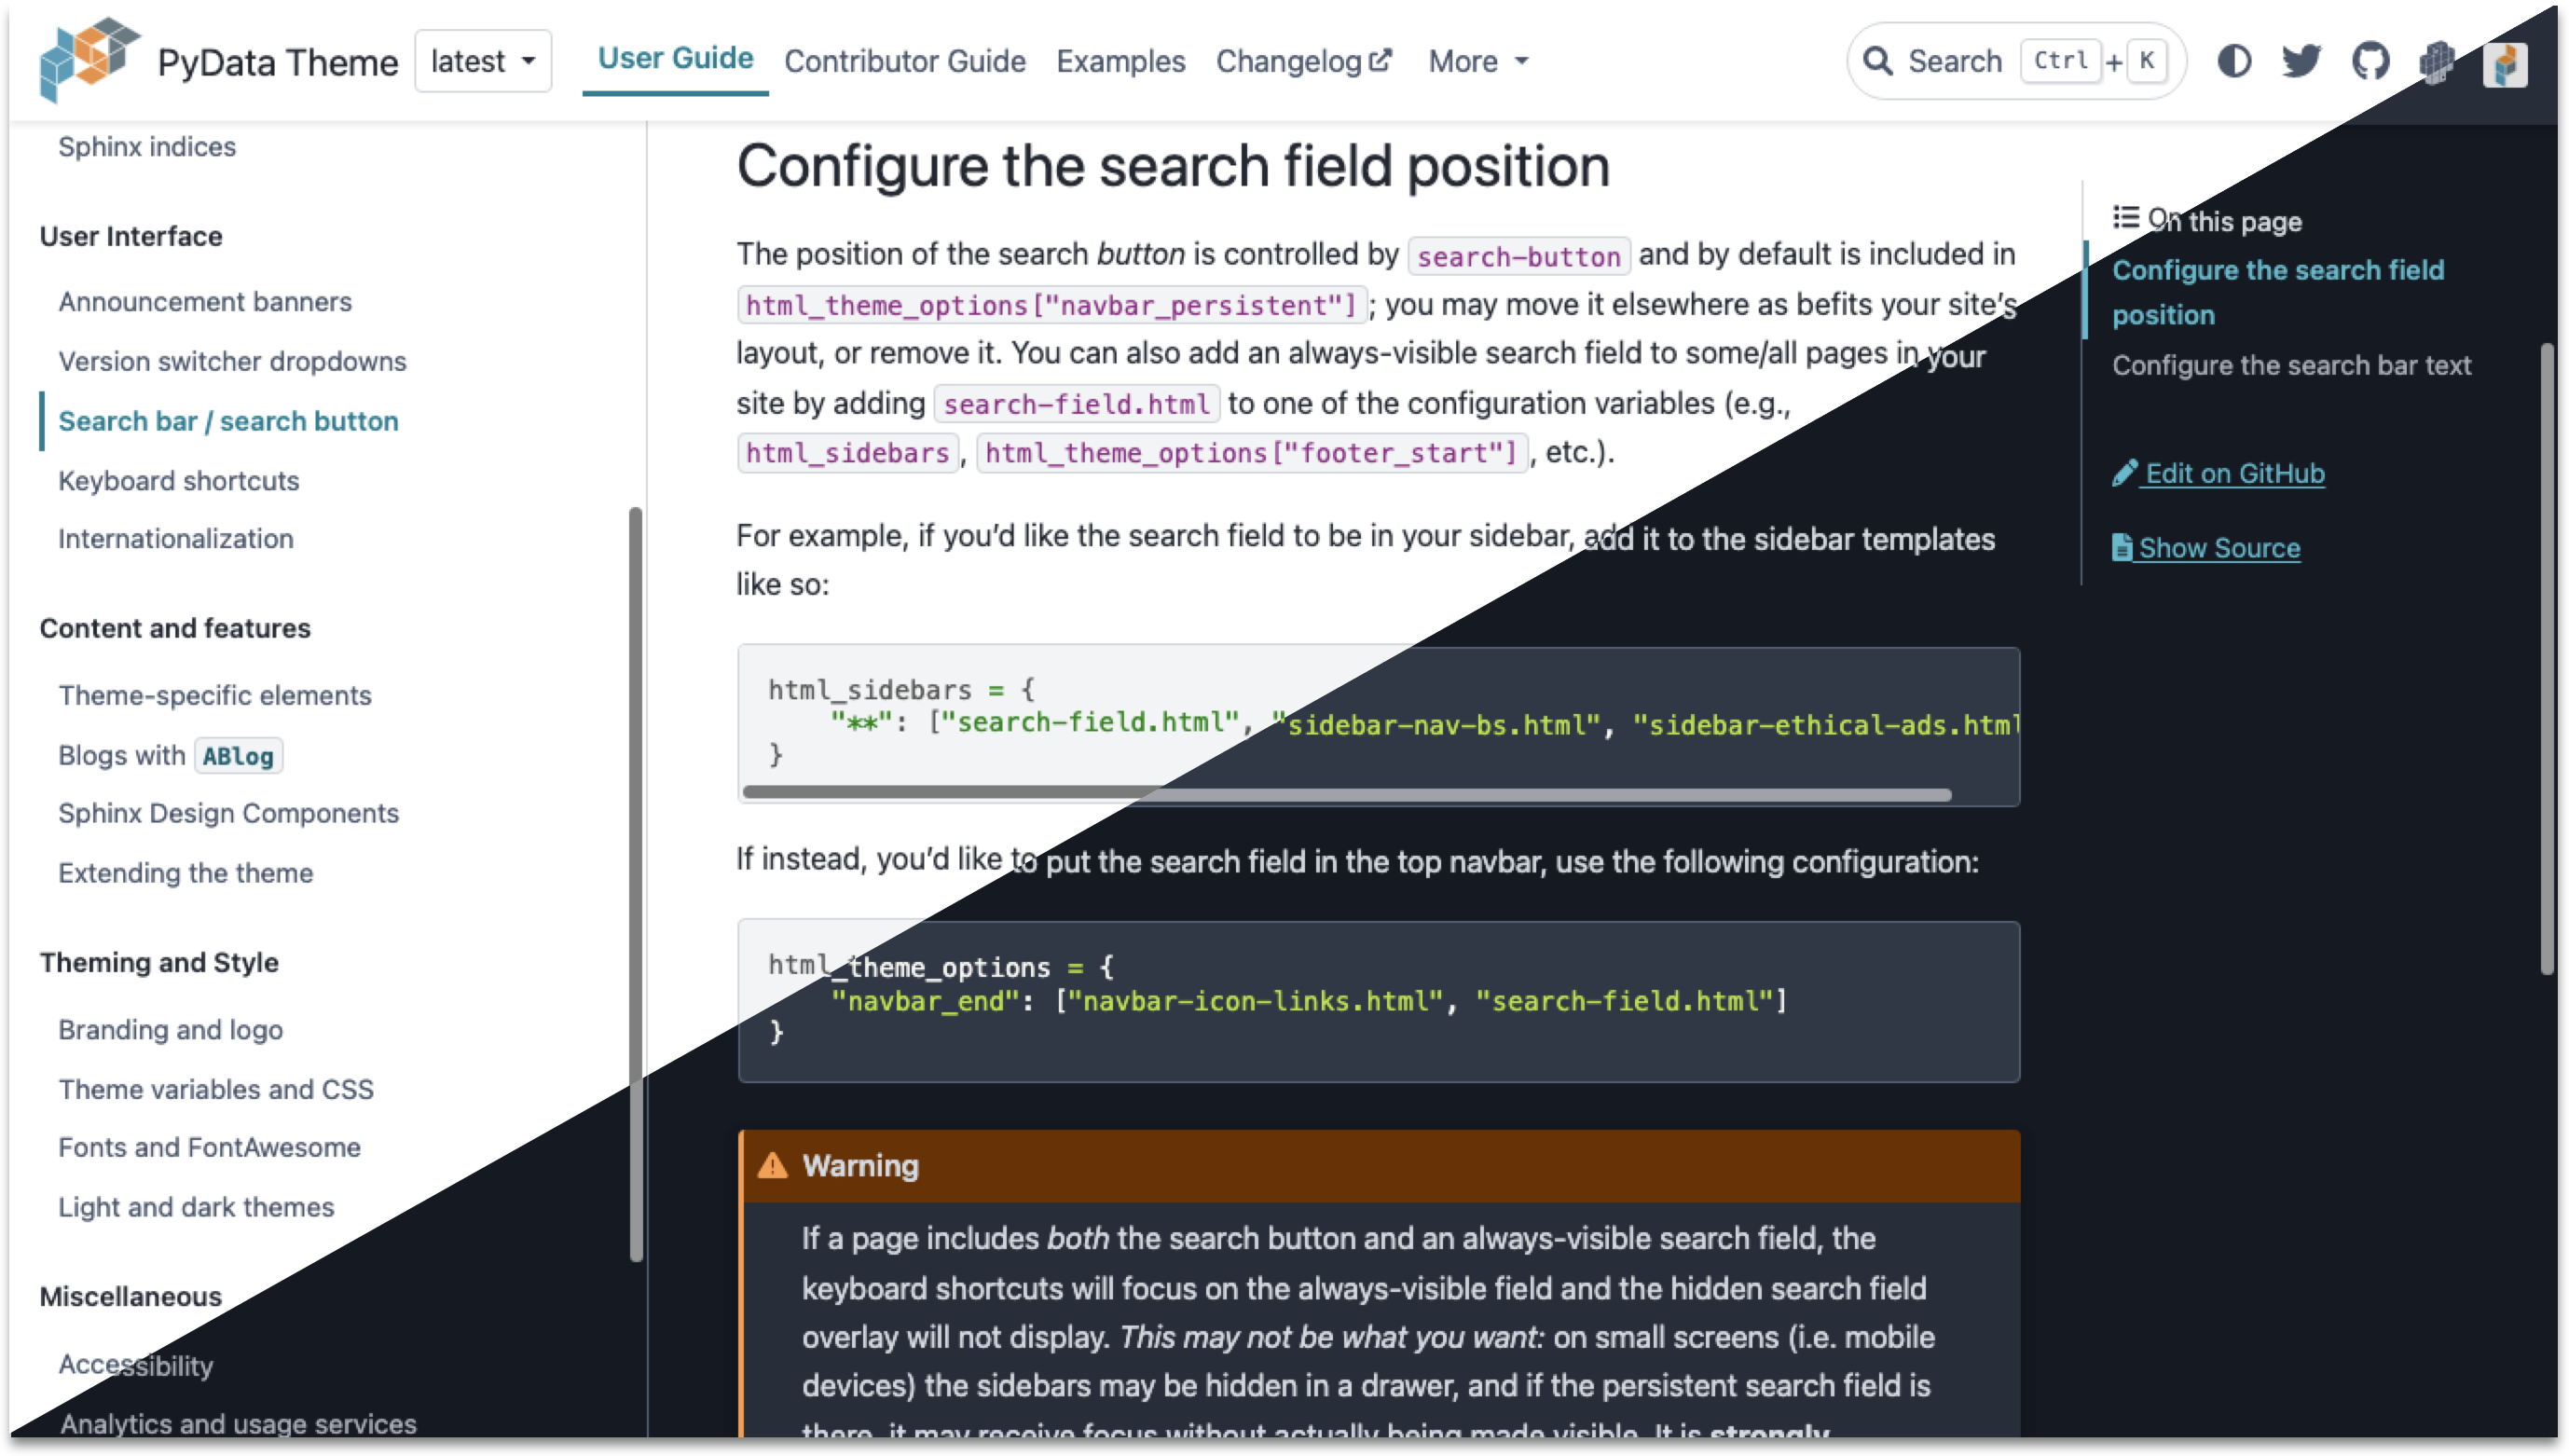 PyData Theme latest User Guide Contributor Guide Examples Changelog More Search Ctrl + K
Sphinx indices
User Interface
Announcement banners
Version switcher dropdowns
Search bar / search button
Keyboard shortcuts
Internationalization
Content and features
Theme-specific elements
Blogs with ABlog
Sphinx Design Components
Extending the theme
Theming and Style
Branding and logo
Theme variables and CSS
Fonts and FontAwesome
Light and dark themes
Miscellaneous
Accessibility
Analytics and usage services
Configure the search field position
The position of the search button is controlled by search-button and by default is included in
html_theme_options["navbar_persistent"]; you may move it elsewhere as befits your site’s
layout, or remove it. You can also add an always-visible search field to some/all pages in your
site by adding search-field.html to one of the configuration variables (e.g.,
html_sidebars, html_theme_options["footer_start"], etc.).
For example, if you’d like the search field to be in your sidebar, add it to the sidebar templates
like so:
html_sidebars = {
"**": ["search-field.html", "sidebar-nav-bs.html", "sidebar-ethical-ads.html
}
If instead, you’d like to put the search field in the top navbar, use the following configuration:
html_theme_options = {
"navbar_end": ["navbar-icon-links.html", "search-field.html"]
}
Warning
If a page includes both the search button and an always-visible search field, the
keyboard shortcuts will focus on the always-visible field and the hidden search field
overlay will not display. This may not be what you want: on small screens (i.e. mobile
devices) the sidebars may be hidden in a drawer, and if the persistent search field is
there, it may receive focus without actually being made visible. It is strongly
On this page
Configure the search field
position
Configure the search bar text
Edit on GitHub
Show Source